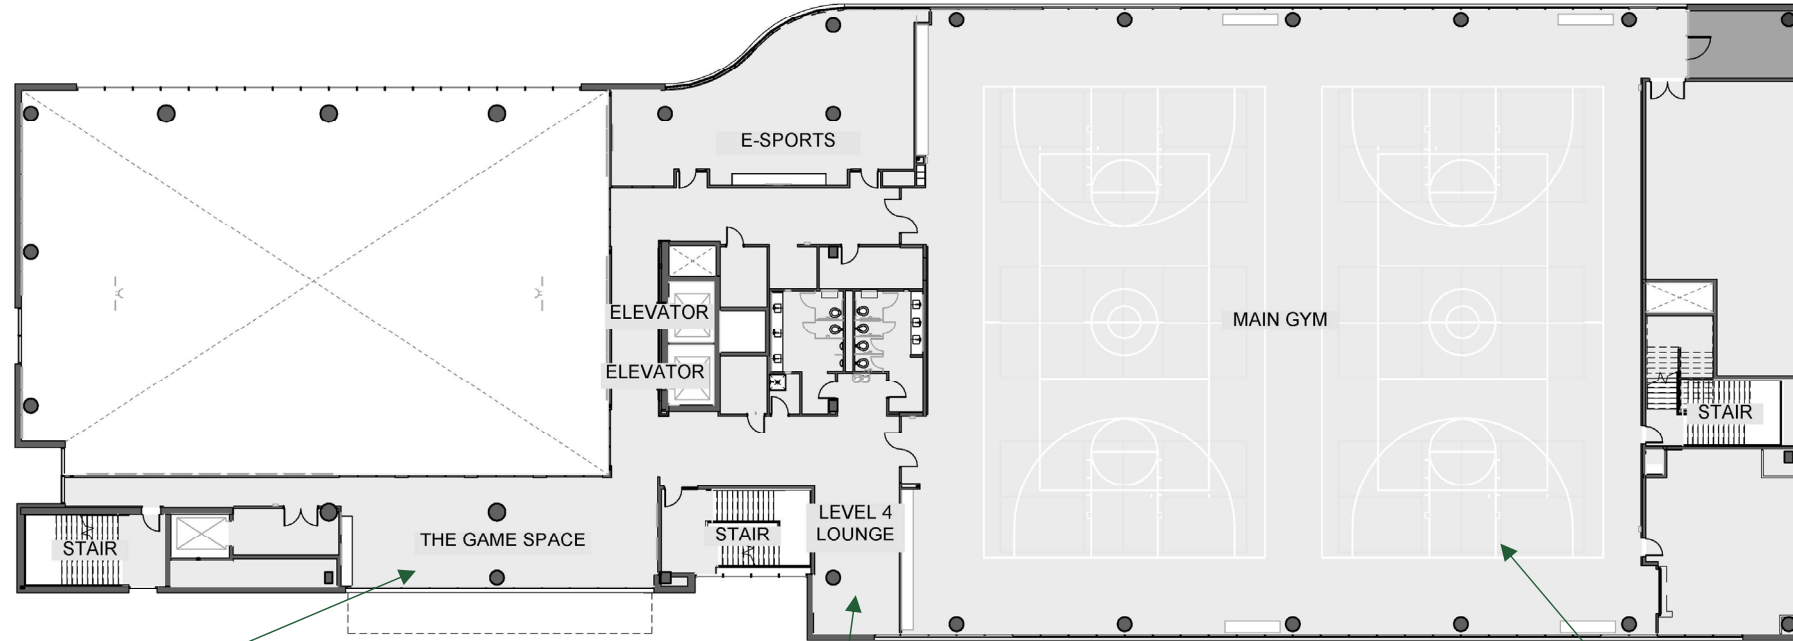 E-SPORTS
ELEVATOR
MAIN GYM
ELEVATOR
STAIR
LEVEL 4
LOUNGE
STAIR
THE GAME SPACE
STAIR